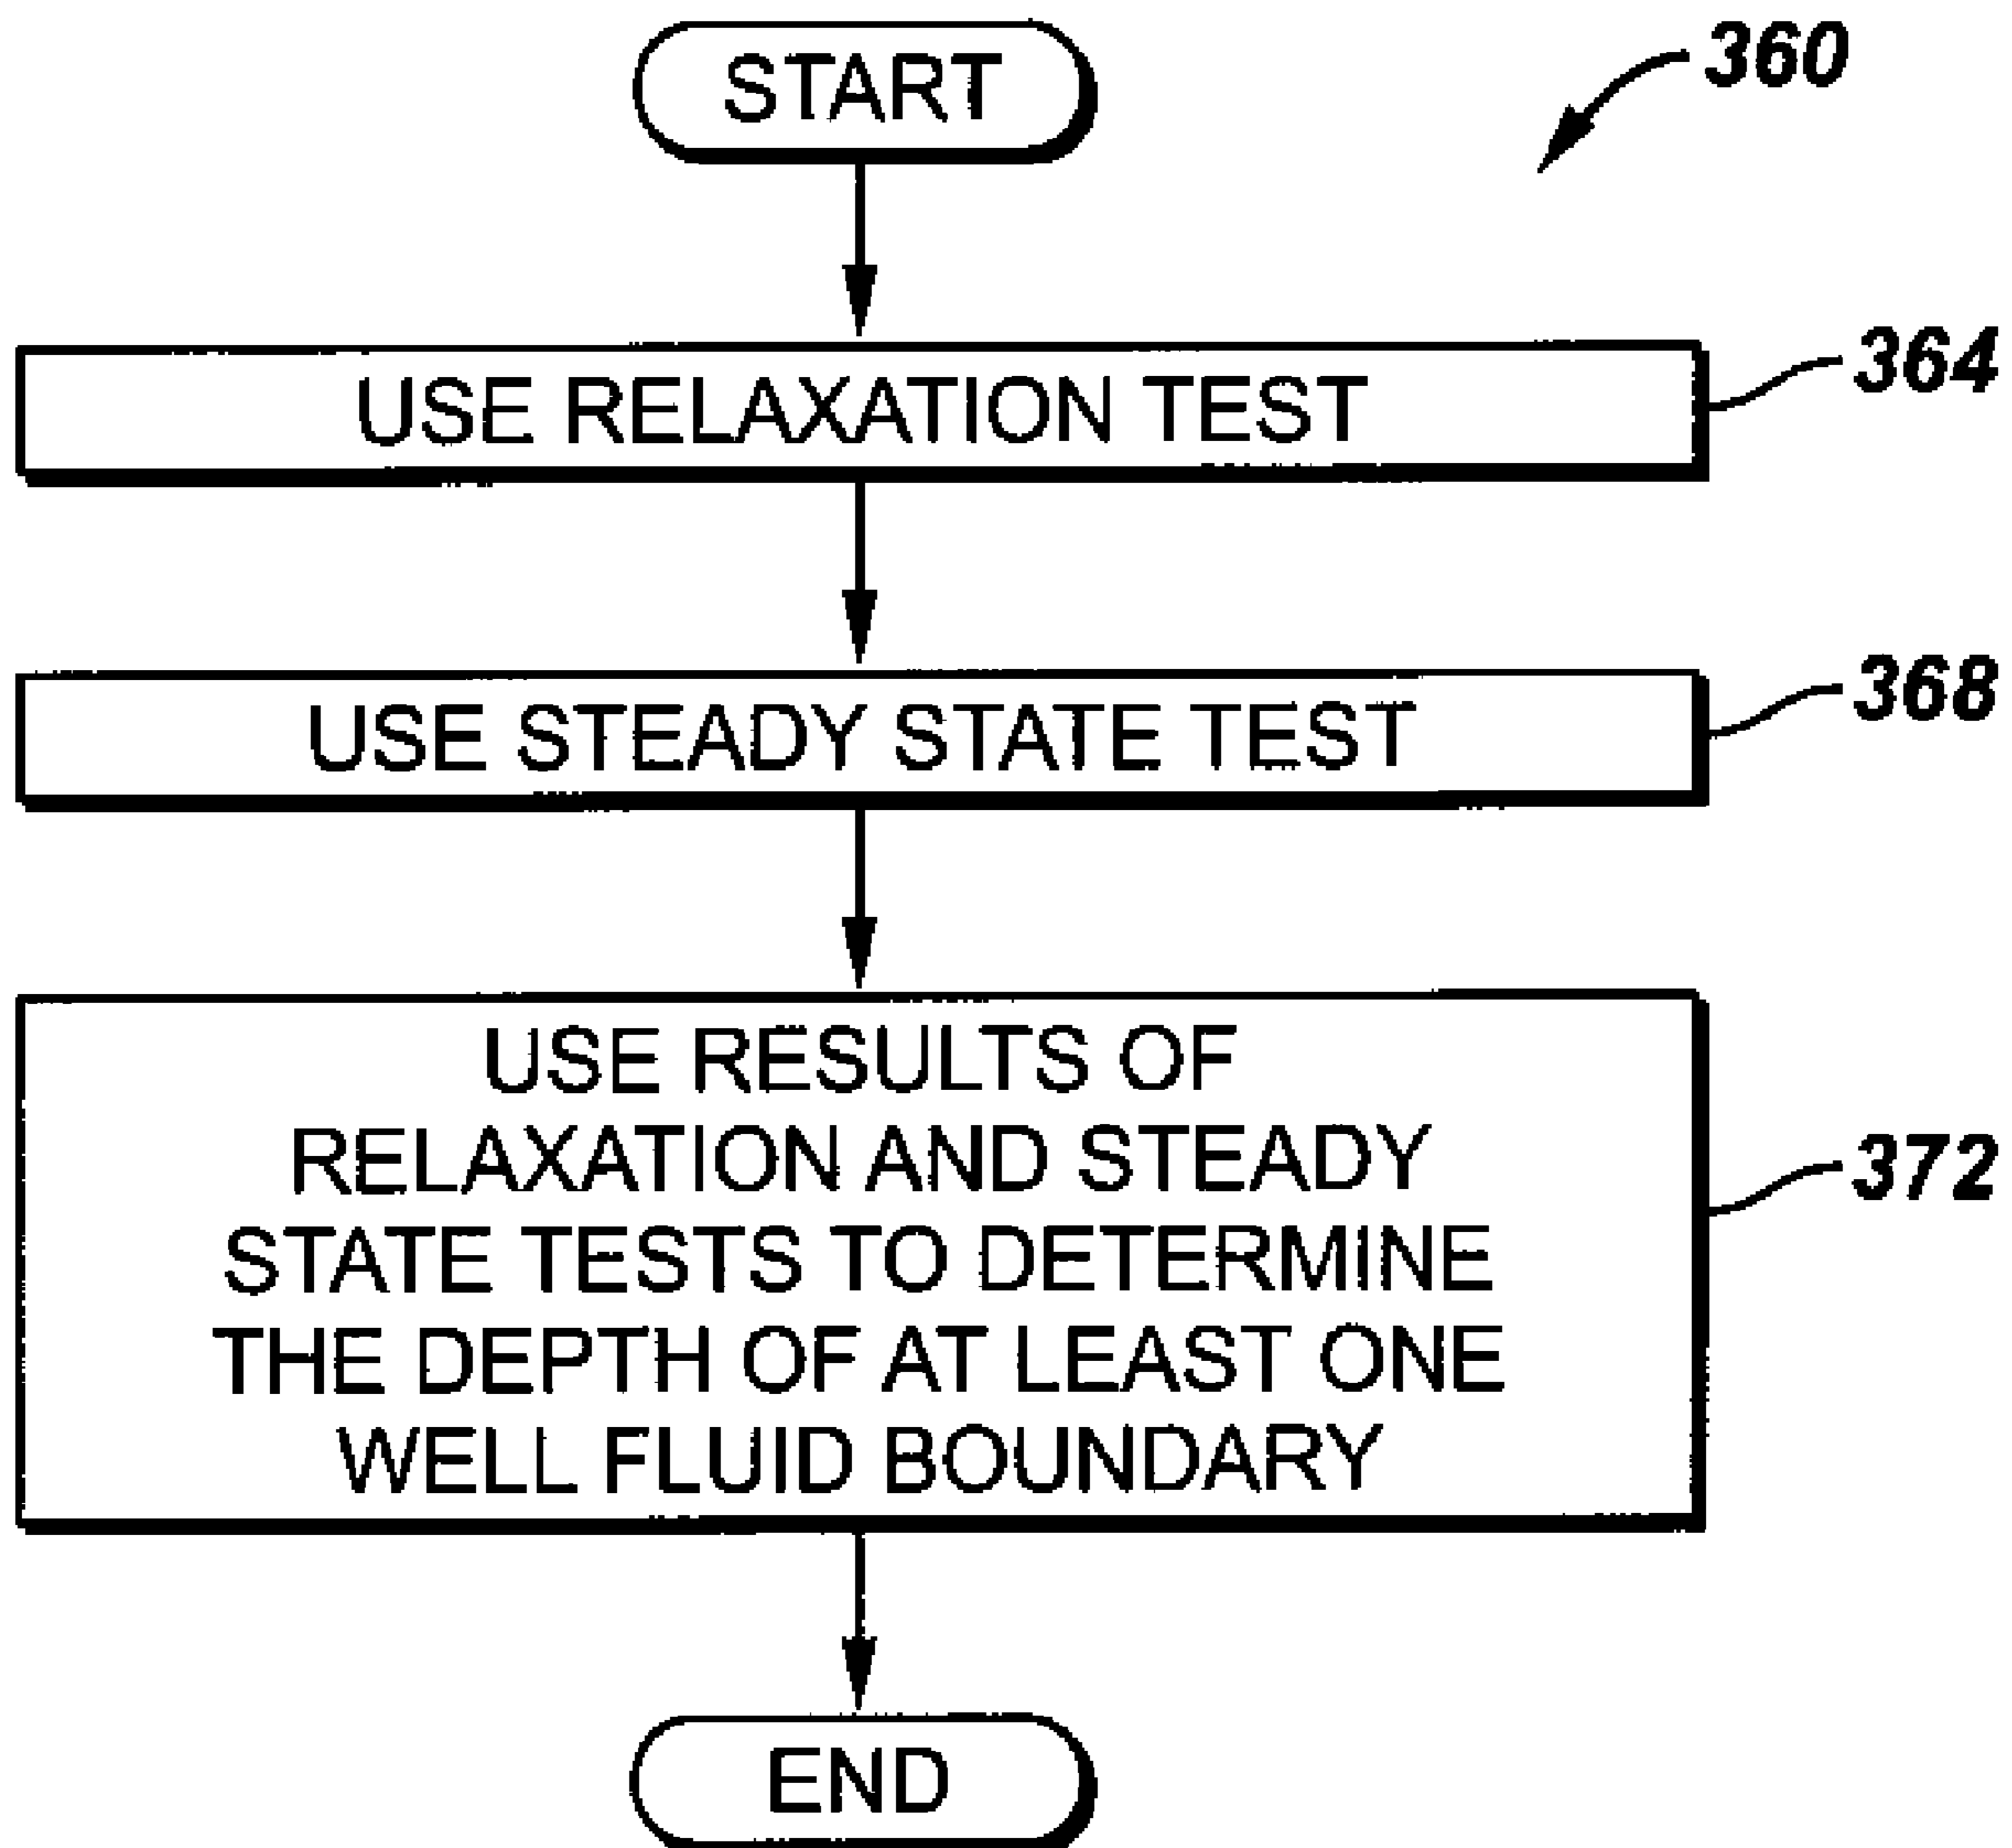 START
360
USE RELAXATION TEST
364
USE STEADY STATE TEST
368
USE RESULTS OF
RELAXATION AND STEADY
STATE TESTS TO DETERMINE
THE DEPTH OF AT LEAST ONE
WELL FLUID BOUNDARY
372
END